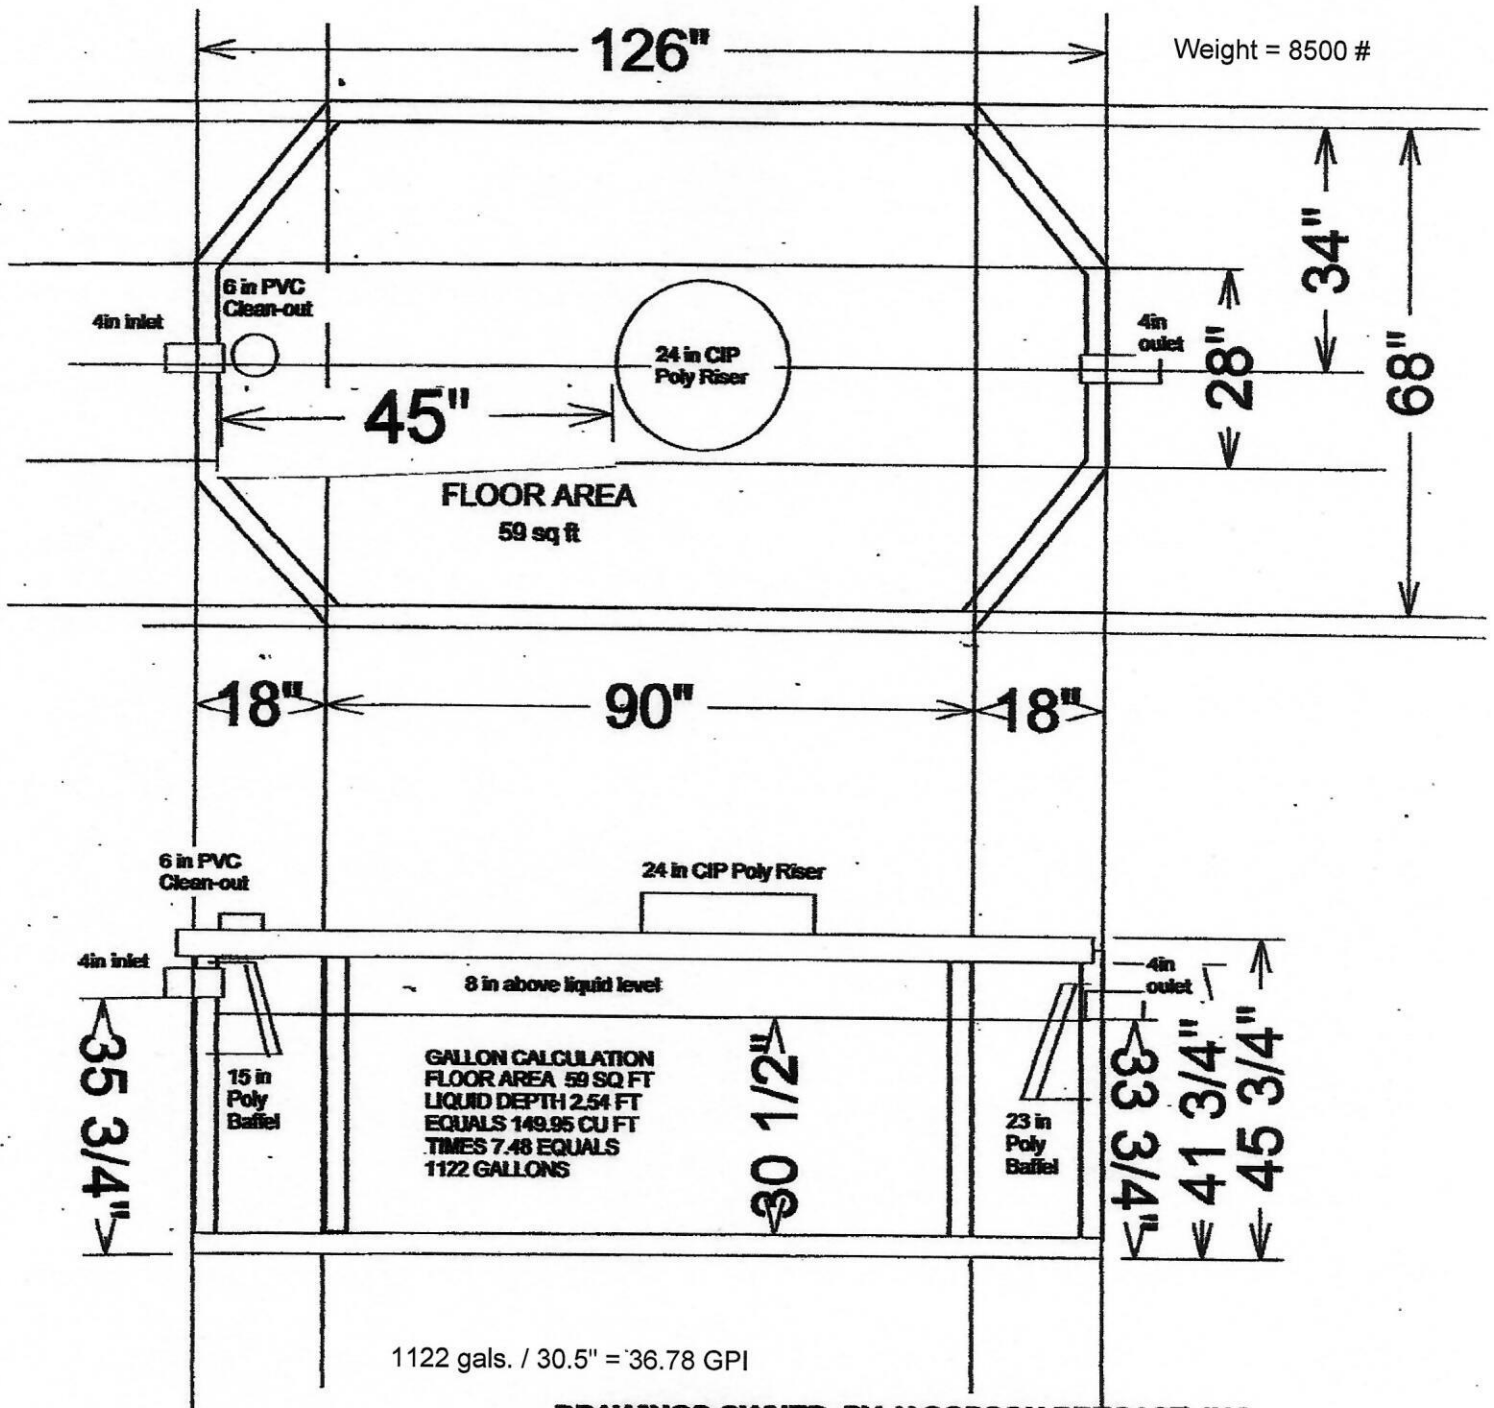 126"
Weight = 8500 #
34"
68"
28"
6 in PVC
Clean-out
4in inlet
24 in CIP
Poly Riser
4in
oulet
45"
FLOOR AREA
59 sq ft
18"
90"
18"
6 in PVC
Clean-out
24 in CIP Poly Riser
4in inlet
8 in above liquid level
4in
oulet
35 3/4"
15 in
Poly
Baffel
GALLON CALCULATION
FLOOR AREA 59 SQ FT
LIQUID DEPTH 2.54 FT
EQUALS 149.95 CU FT
TIMES 7.48 EQUALS
1122 GALLONS
30 1/2"
23 in
Poly
Baffel
33 3/4"
41 3/4"
45 3/4"
1122 gals. / 30.5" = 36.78 GPI